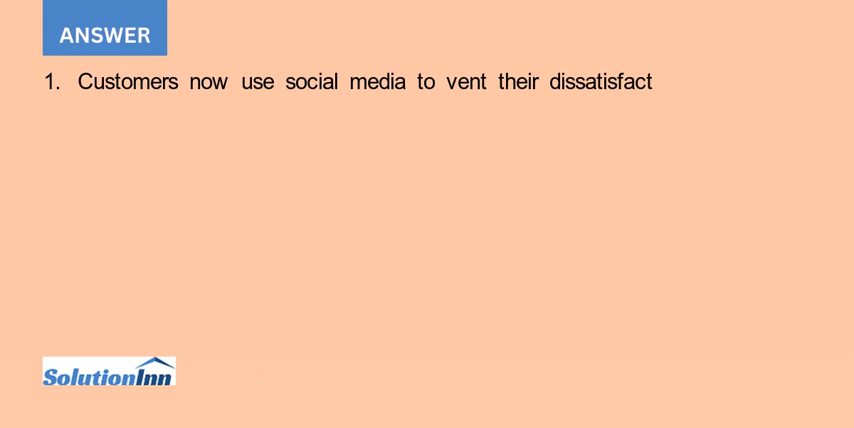 ANSWER
1. Customers now use social media to vent their dissatisfact
SolutionInn